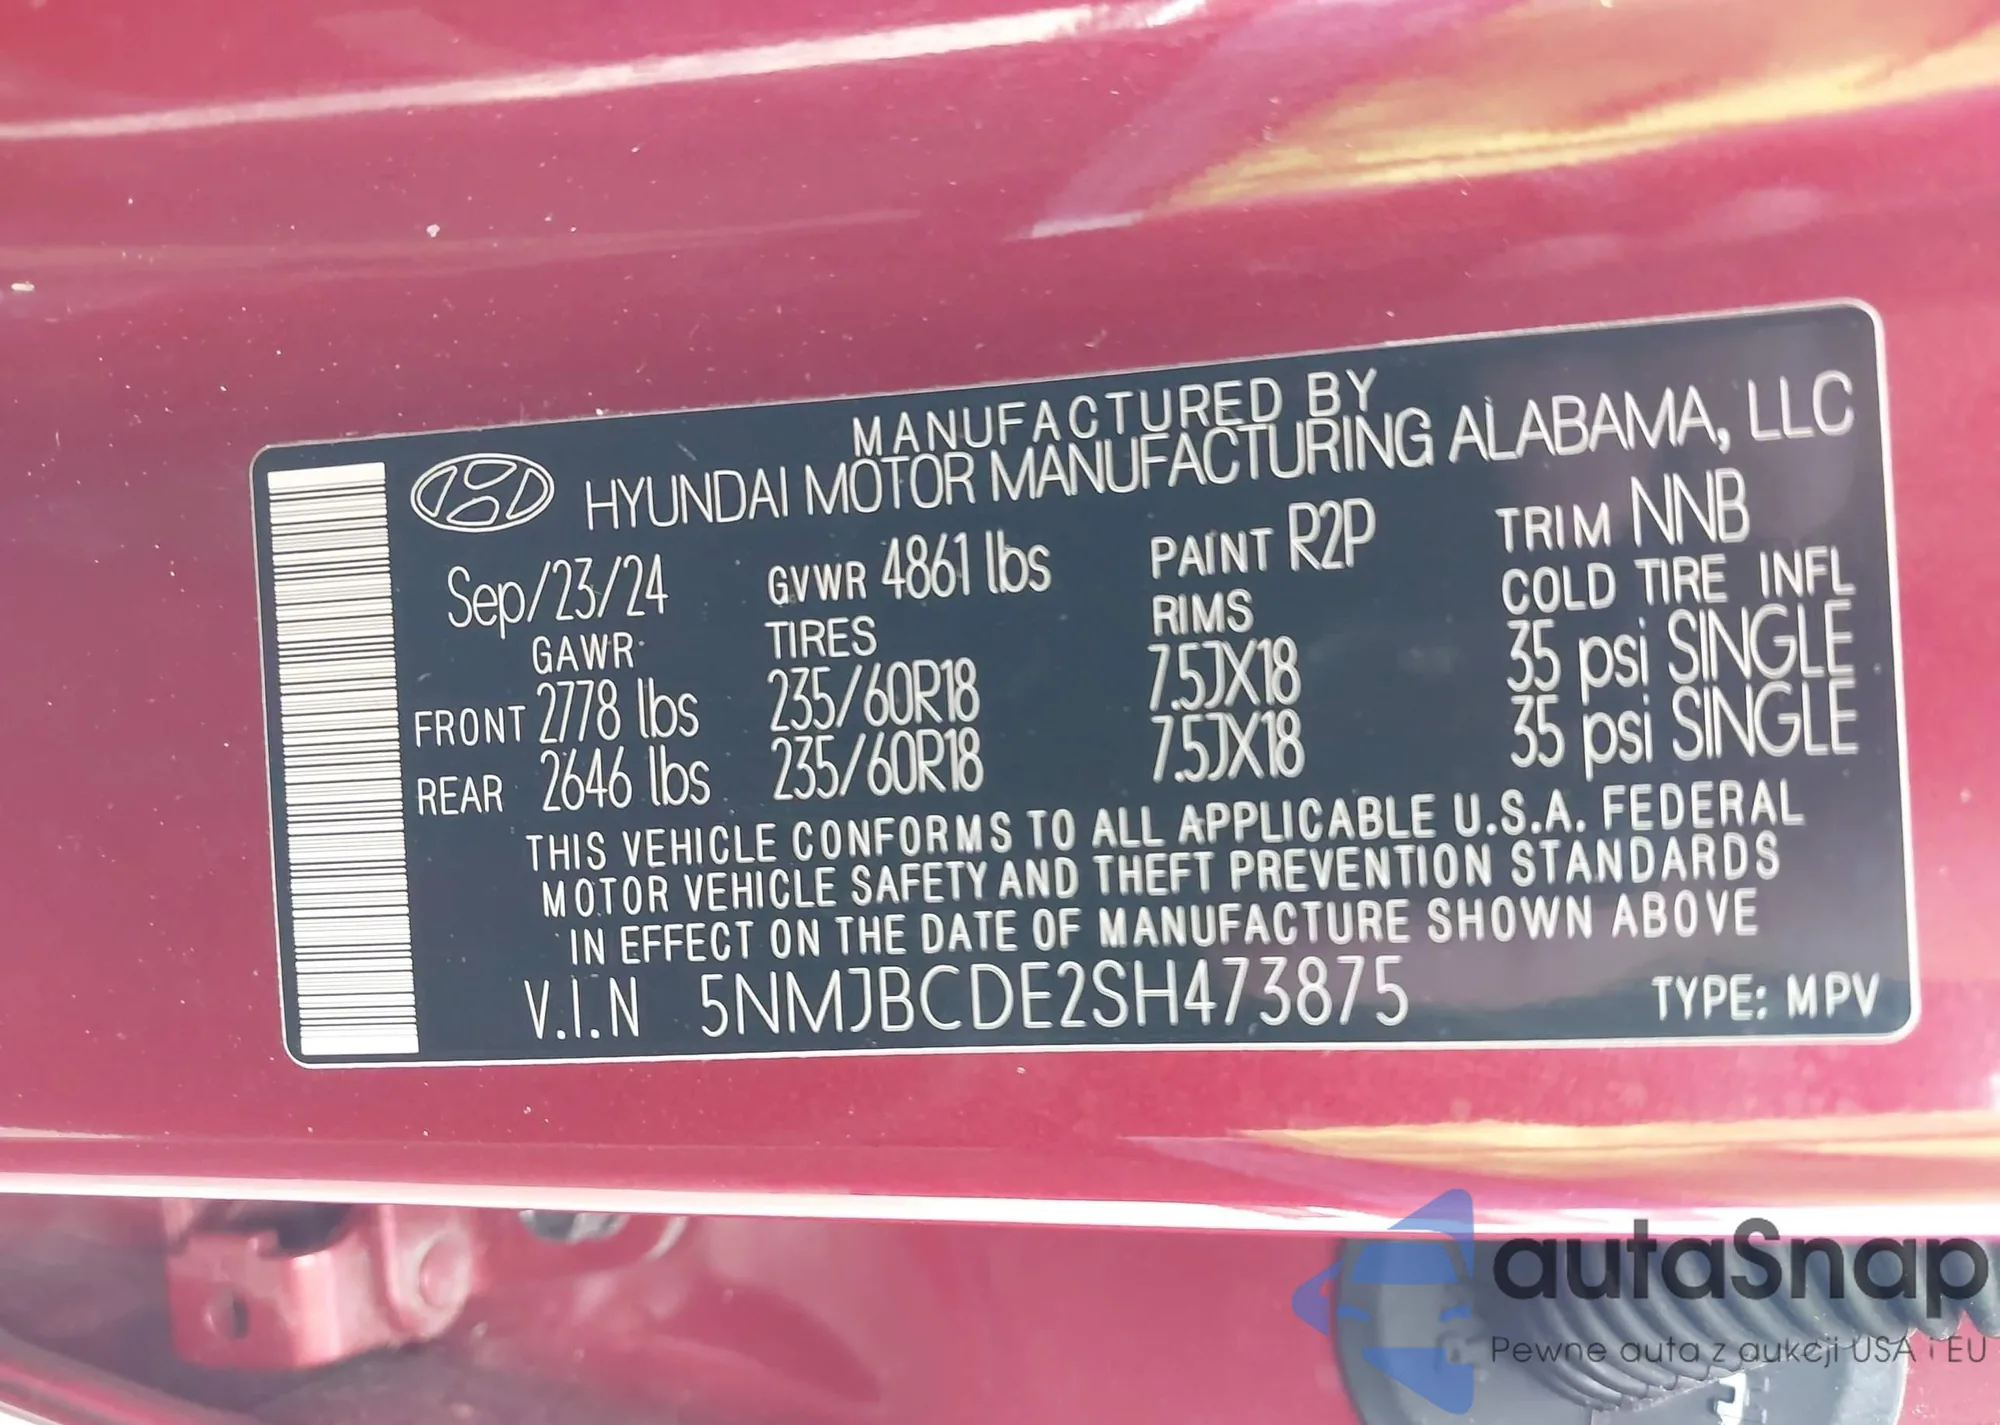 MANUFACTURED BY
HYUNDAI MOTOR MANUFACTURING ALABAMA, LLC
Sep/23/24 GVWR 4861 lbs PAINT R2P TRIM NNB
GAWR TIRES RIMS COLD TIRE INFL
FRONT 2778 lbs 235/60R18 7.5JX18 35 psi SINGLE
REAR 2646 lbs 235/60R18 7.5JX18 35 psi SINGLE
THIS VEHICLE CONFORMS TO ALL APPLICABLE U.S.A. FEDERAL
MOTOR VEHICLE SAFETY AND THEFT PREVENTION STANDARDS
IN EFFECT ON THE DATE OF MANUFACTURE SHOWN ABOVE
V.I.N 5NMJBCDE2SH473875 TYPE: MPV
autaSnap
Pewne auta z aukcji USA i EU